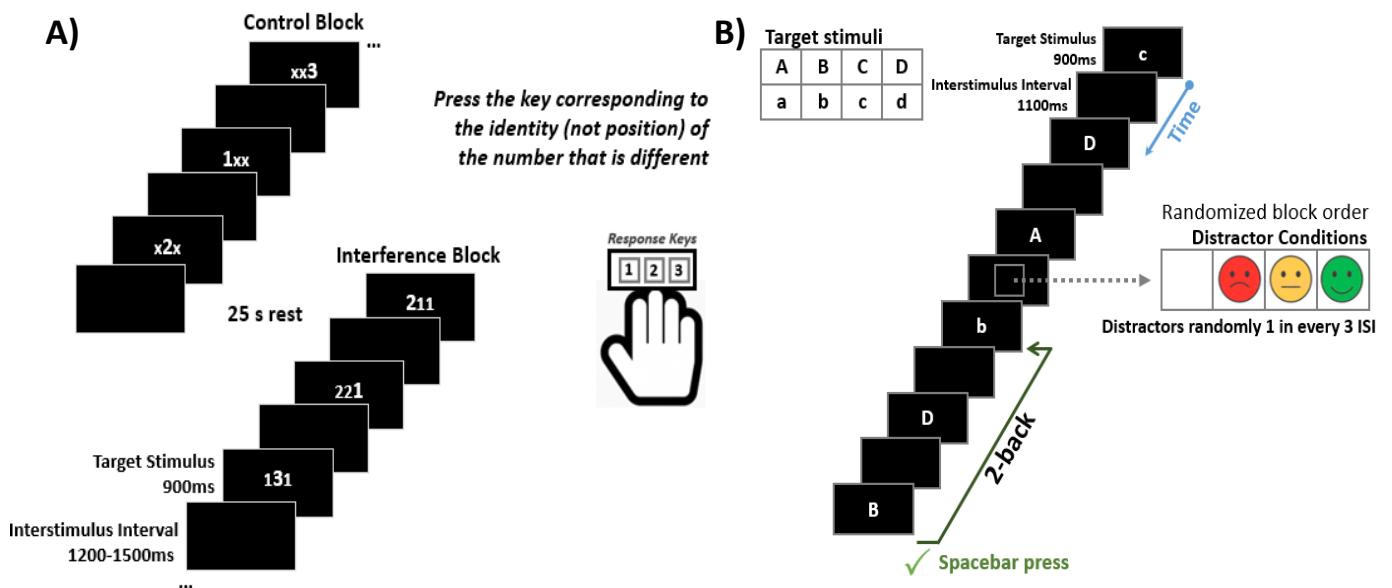 A)
Control Block
...
xx3
1xx
x2x
Press the key corresponding to
the identity (not position) of
the number that is different
Interference Block
25 s rest
211
221
131
Target Stimulus
900ms
Interstimulus Interval
1200-1500ms
...
Response Keys
1 2 3
B)
Target stimuli
A B C D
a b c d
Target Stimulus
900ms
Interstimulus Interval
1100ms
c
Time
D
A
Randomized block order
Distractor Conditions
Distractors randomly 1 in every 3 ISI
b
D
2-back
B
✓ Spacebar press